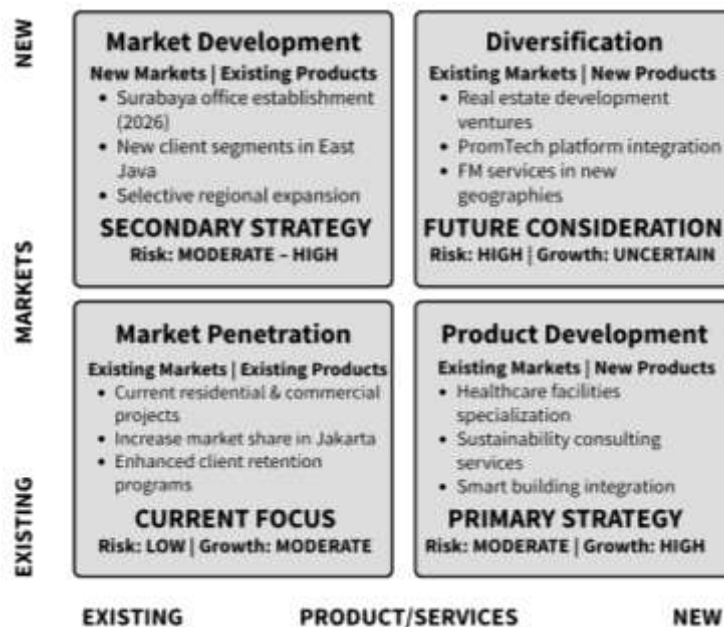 NEW
Market Development
New Markets | Existing Products
• Surabaya office establishment
(2026)
• New client segments in East
Java
• Selective regional expansion
SECONDARY STRATEGY
Risk: MODERATE – HIGH
Diversification
Existing Markets | New Products
• Real estate development
ventures
• PromTech platform integration
• FM services in new
geographies
FUTURE CONSIDERATION
Risk: HIGH | Growth: UNCERTAIN
MARKETS
Market Penetration
Existing Markets | Existing Products
• Current residential & commercial
projects
• Increase market share in Jakarta
• Enhanced client retention
programs
CURRENT FOCUS
Risk: LOW | Growth: MODERATE
Product Development
Existing Markets | New Products
• Healthcare facilities
specialization
• Sustainability consulting
services
• Smart building integration
PRIMARY STRATEGY
Risk: MODERATE | Growth: HIGH
EXISTING
EXISTING PRODUCT/SERVICES NEW